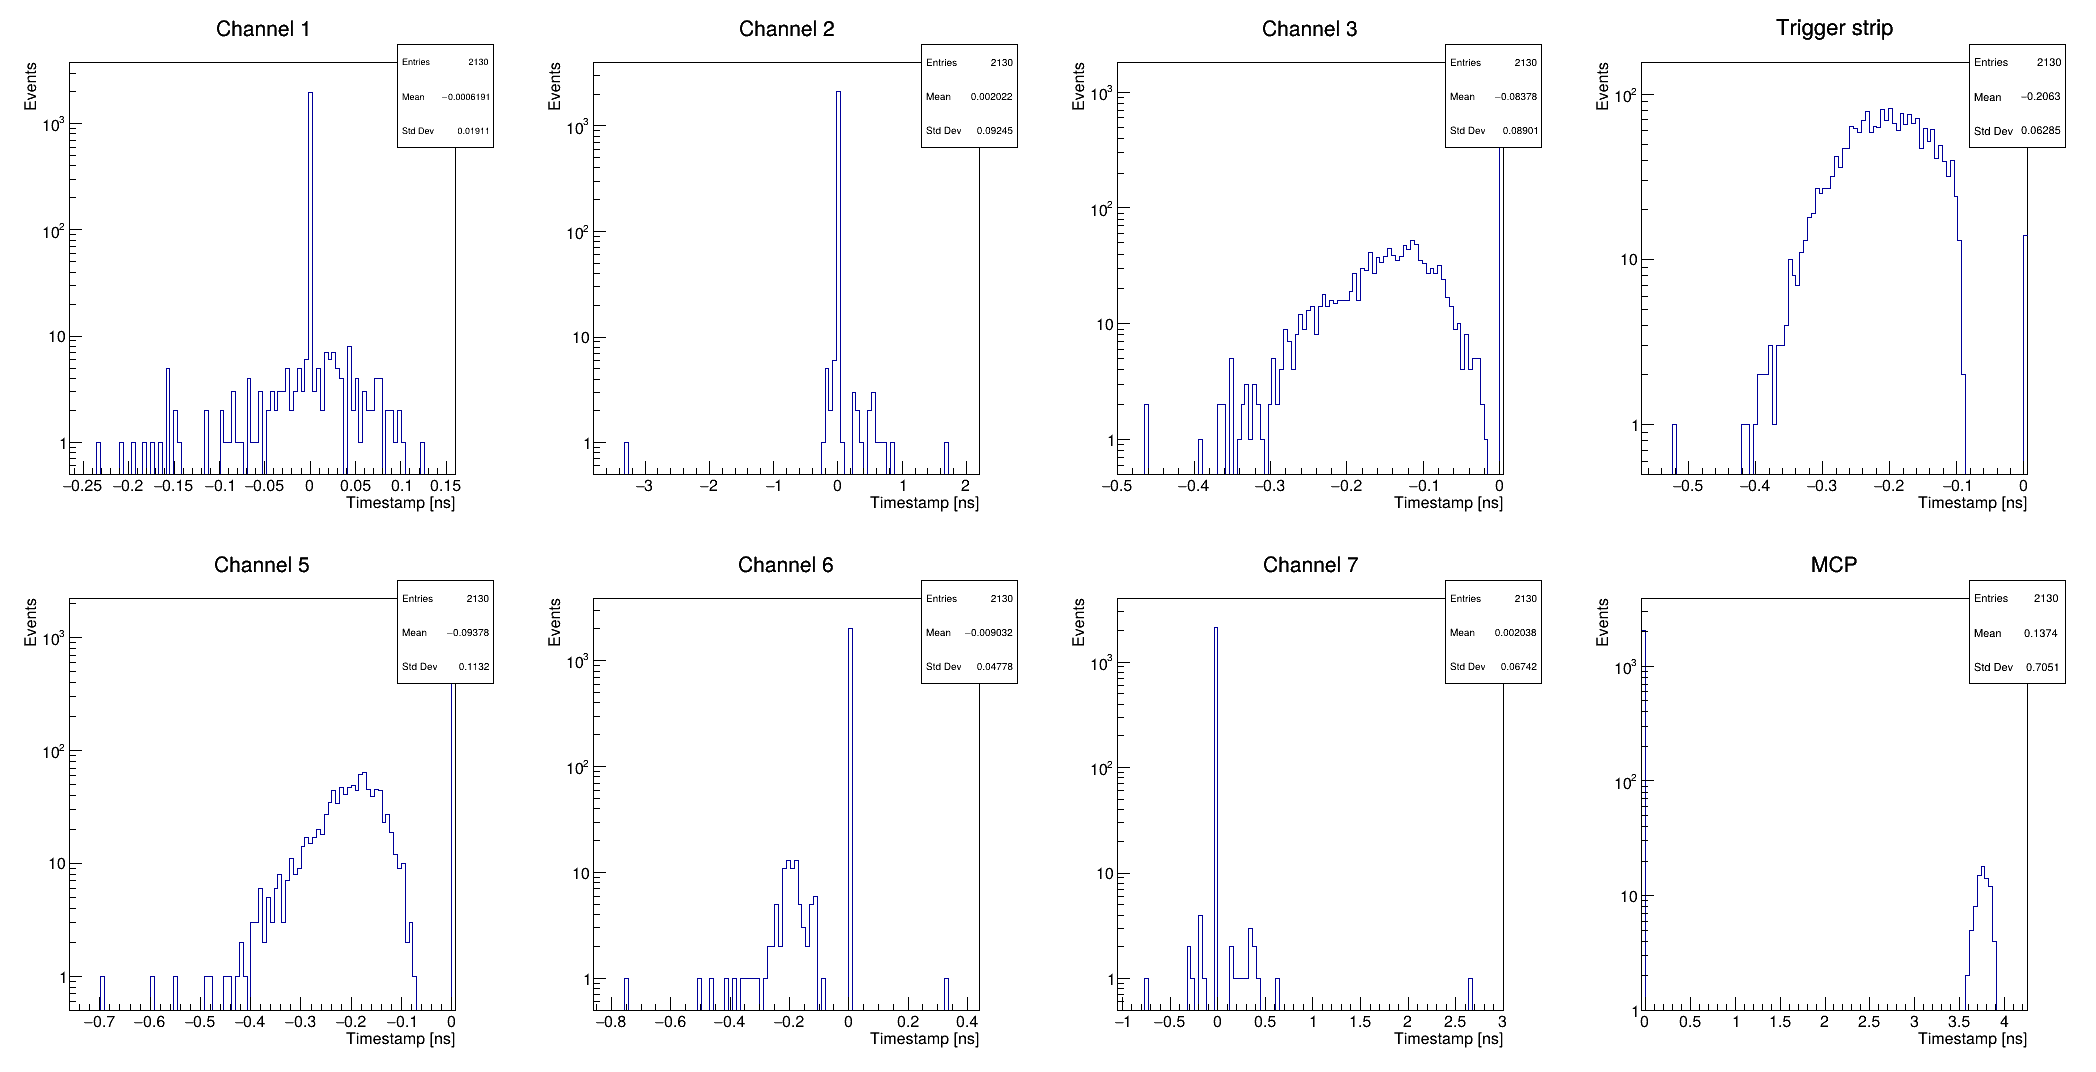 Channel 1
Events
Entries 2130
Mean −0.0006191
Std Dev 0.01911
10³
10²
10
1
−0.25 −0.2 −0.15 −0.1 −0.05 0 0.05 0.1 0.15
Timestamp [ns]
Channel 2
Events
Entries 2130
Mean 0.002022
Std Dev 0.09245
10³
10²
10
1
−3 −2 −1 0 1 2
Timestamp [ns]
Channel 3
Events
Entries 2130
Mean −0.08378
Std Dev 0.08901
10³
10²
10
1
−0.5 −0.4 −0.3 −0.2 −0.1 0
Timestamp [ns]
Trigger strip
Events
Entries 2130
Mean −0.2063
Std Dev 0.06285
10²
10
1
−0.5 −0.4 −0.3 −0.2 −0.1 0
Timestamp [ns]
Channel 5
Events
Entries 2130
Mean −0.09378
Std Dev 0.1132
10³
10²
10
1
−0.7 −0.6 −0.5 −0.4 −0.3 −0.2 −0.1 0
Timestamp [ns]
Channel 6
Events
Entries 2130
Mean −0.009032
Std Dev 0.04778
10³
10²
10
1
−0.8 −0.6 −0.4 −0.2 0 0.2 0.4
Timestamp [ns]
Channel 7
Events
Entries 2130
Mean 0.002038
Std Dev 0.06742
10³
10²
10
1
−1 −0.5 0 0.5 1 1.5 2 2.5 3
Timestamp [ns]
MCP
Events
Entries 2130
Mean 0.1374
Std Dev 0.7051
10³
10²
10
1
0 0.5 1 1.5 2 2.5 3 3.5 4
Timestamp [ns]